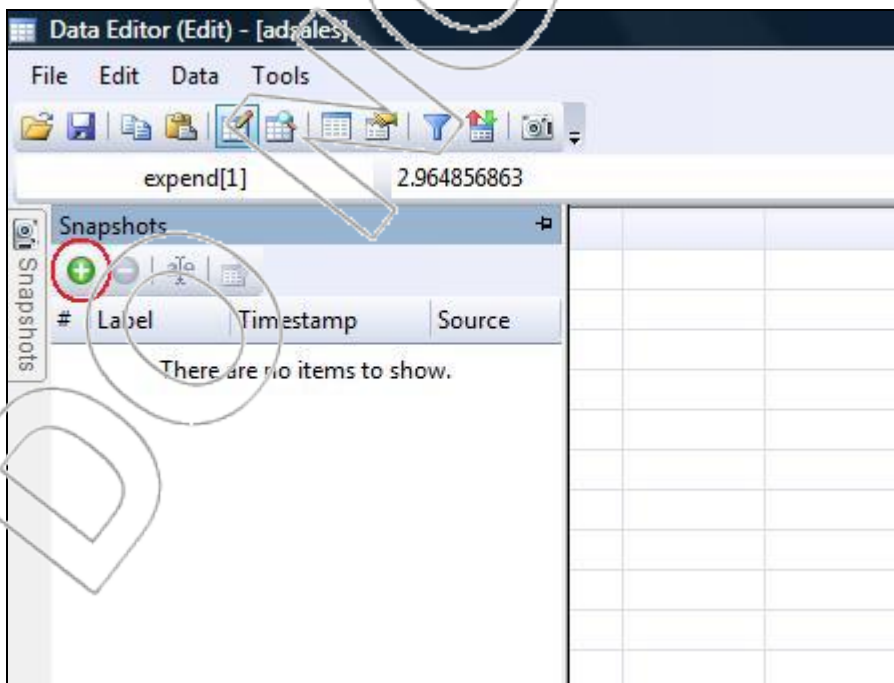 Data Editor (Edit) - [adsales]
File Edit Data Tools
expend[1] 2.964856863
Snapshots
Snapshots
# Label Timestamp Source
There are no items to show.